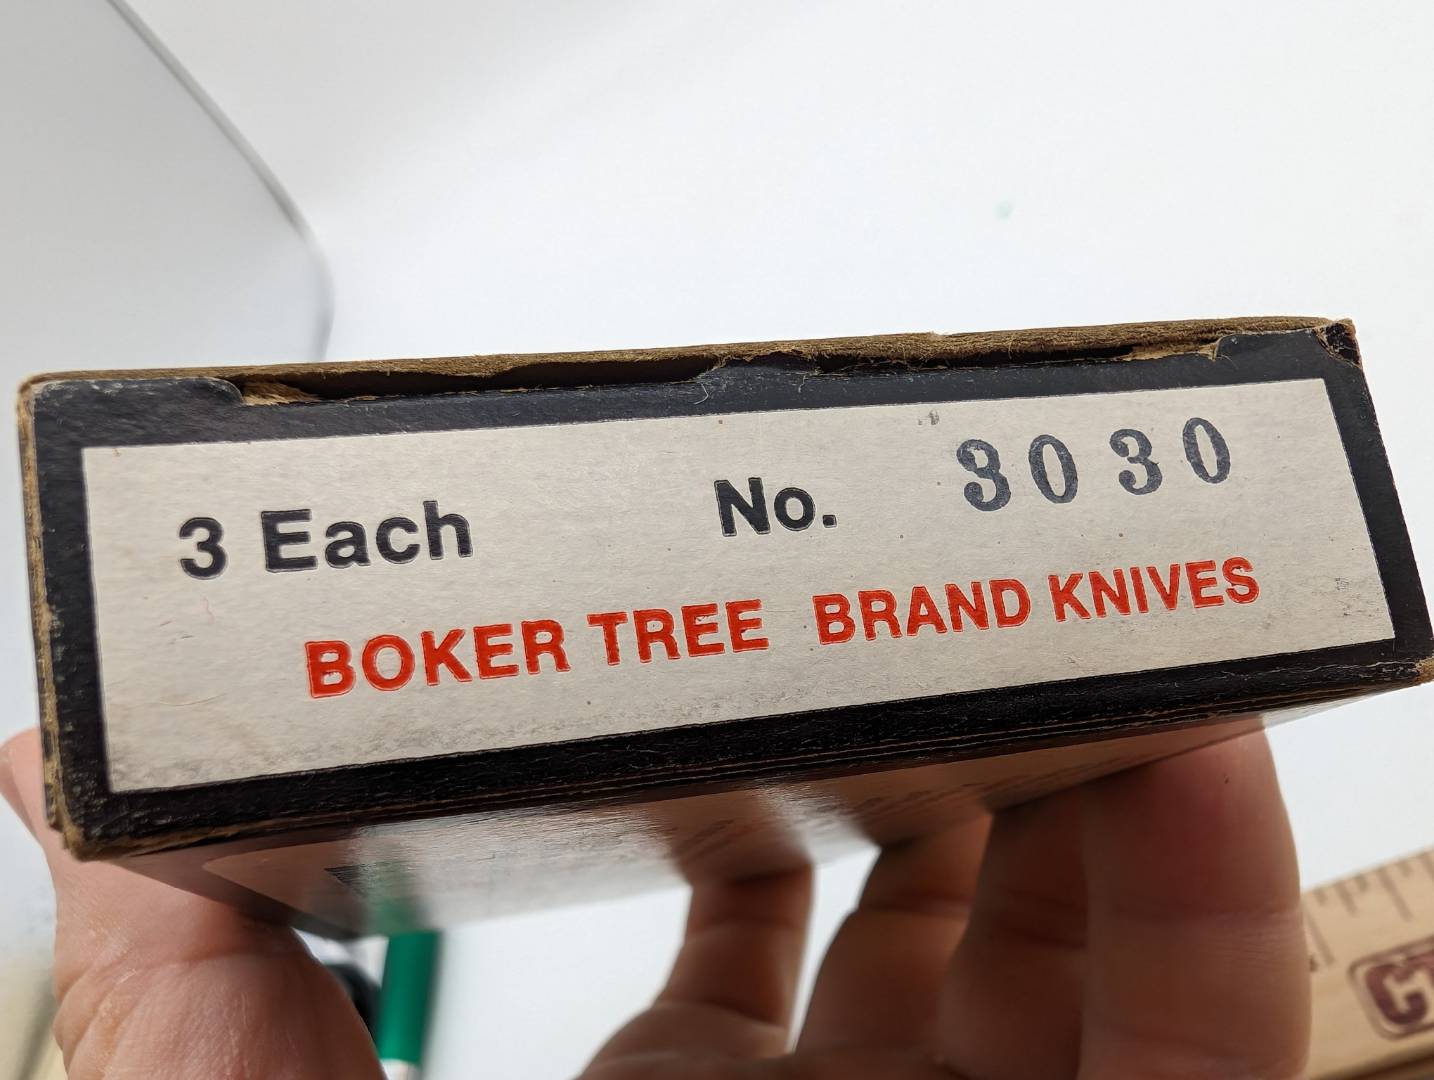 3 Each No. 3030
BOKER TREE BRAND KNIVES